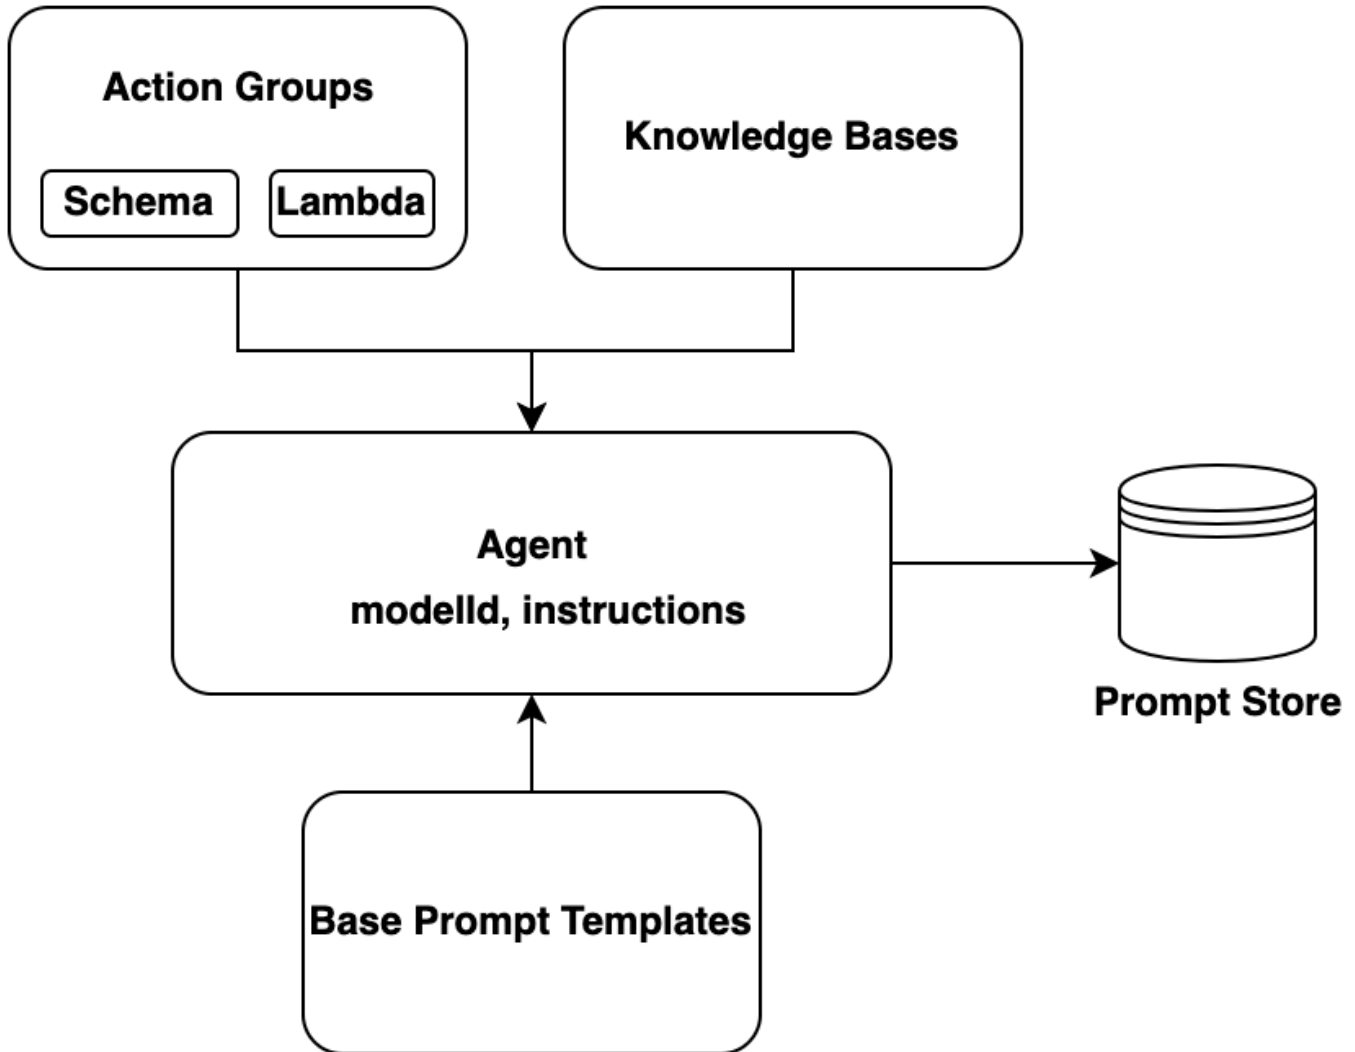 Action Groups
Knowledge Bases
Schema
Lambda
Agent
modelId, instructions
Prompt Store
Base Prompt Templates